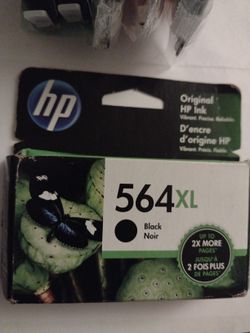 hp
Original
HP Ink
Vibrant. Precise. Reliable.
D'encre
d'origine HP
564XL
Black
Noir
UP TO
2X MORE
PAGES
JUSQU'À
2 FOIS PLUS
DE PAGES